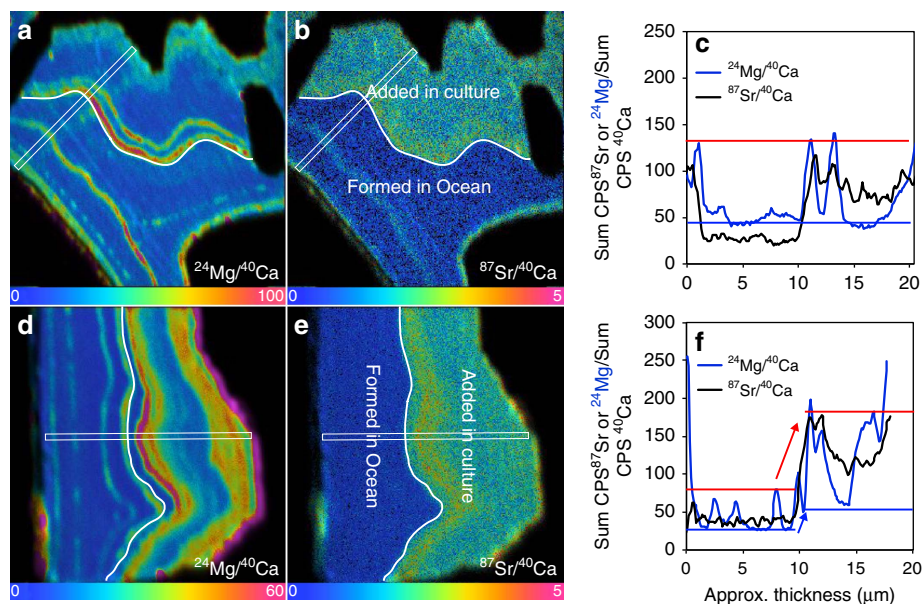 a
²⁴Mg/⁴⁰Ca
0 100
b
Added in culture
Formed in Ocean
⁸⁷Sr/⁴⁰Ca
0 5
c
Sum CPS⁸⁷Sr or ²⁴Mg/Sum
CPS ⁴⁰Ca
250
200
150
100
50
0
²⁴Mg/⁴⁰Ca
⁸⁷Sr/⁴⁰Ca
0 5 10 15 20
d
²⁴Mg/⁴⁰Ca
0 60
e
Formed in Ocean
Added in culture
⁸⁷Sr/⁴⁰Ca
0 5
f
Sum CPS⁸⁷Sr or ²⁴Mg/Sum
CPS ⁴⁰Ca
300
250
200
150
100
50
0
²⁴Mg/⁴⁰Ca
⁸⁷Sr/⁴⁰Ca
0 5 10 15 20
Approx. thickness (μm)